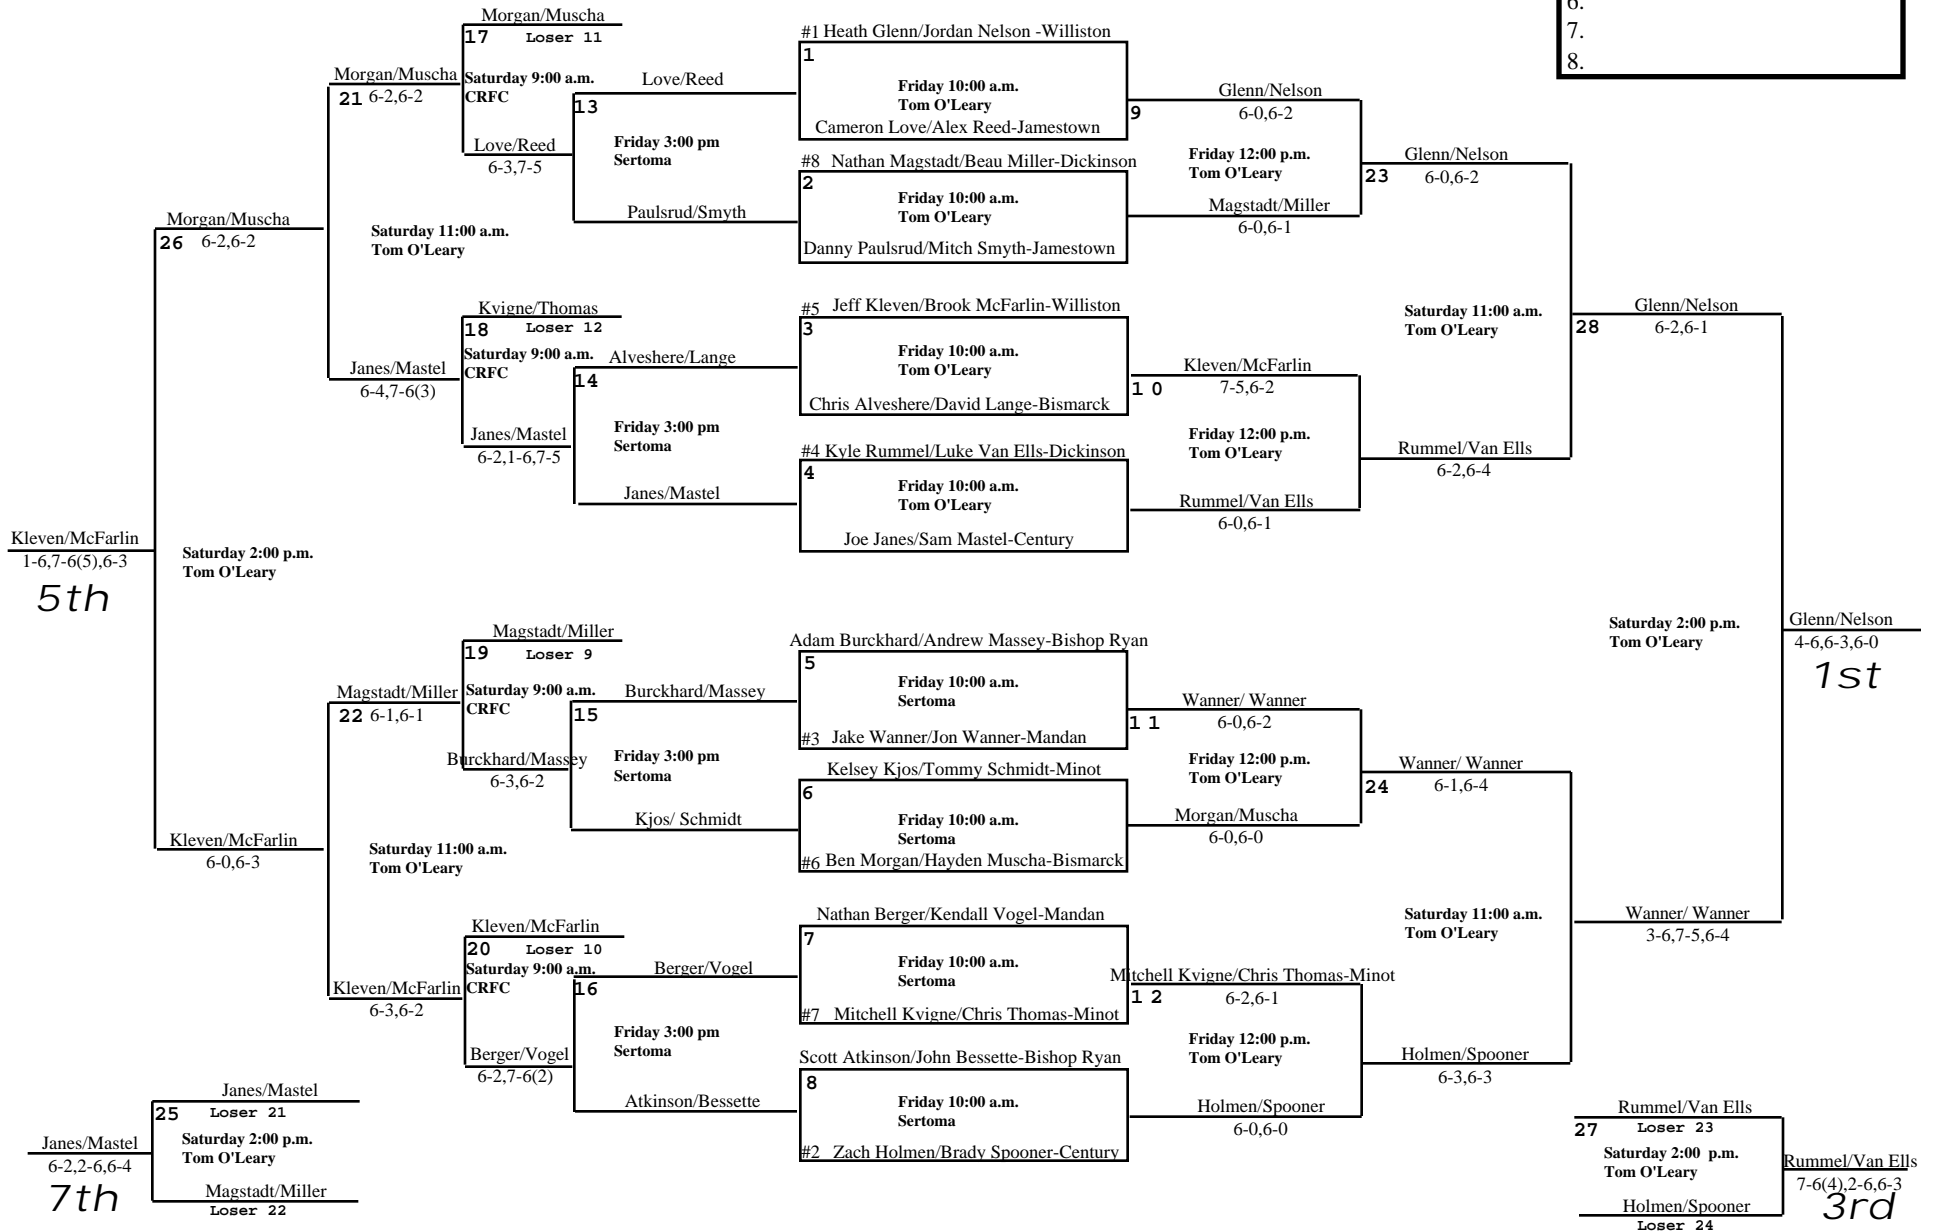 6.
7.
8.
Morgan/Muscha
17 Loser 11
Saturday 9:00 a.m.
CRFC
Morgan/Muscha
21 6-2,6-2
Love/Reed
6-3,7-5
Love/Reed
13
Friday 3:00 pm
Sertoma
Paulsrud/Smyth
#1 Heath Glenn/Jordan Nelson -Williston
1
Friday 10:00 a.m.
Tom O'Leary
Cameron Love/Alex Reed-Jamestown
#8 Nathan Magstadt/Beau Miller-Dickinson
2
Friday 10:00 a.m.
Tom O'Leary
Danny Paulsrud/Mitch Smyth-Jamestown
Glenn/Nelson
9 6-0,6-2
Friday 12:00 p.m.
Tom O'Leary
Magstadt/Miller
6-0,6-1
Glenn/Nelson
23 6-0,6-2
Morgan/Muscha
26 6-2,6-2
Saturday 11:00 a.m.
Tom O'Leary
Kvigne/Thomas
18 Loser 12
Saturday 9:00 a.m.
CRFC
Janes/Mastel
6-4,7-6(3)
Janes/Mastel
6-2,1-6,7-5
Alveshere/Lange
14
Friday 3:00 pm
Sertoma
Janes/Mastel
#5 Jeff Kleven/Brook McFarlin-Williston
3
Friday 10:00 a.m.
Tom O'Leary
Chris Alveshere/David Lange-Bismarck
#4 Kyle Rummel/Luke Van Ells-Dickinson
4
Friday 10:00 a.m.
Tom O'Leary
Joe Janes/Sam Mastel-Century
Kleven/McFarlin
10 7-5,6-2
Friday 12:00 p.m.
Tom O'Leary
Rummel/Van Ells
6-0,6-1
Saturday 11:00 a.m.
Tom O'Leary
Rummel/Van Ells
6-2,6-4
Glenn/Nelson
28 6-2,6-1
Kleven/McFarlin
1-6,7-6(5),6-3
5th
Saturday 2:00 p.m.
Tom O'Leary
Saturday 2:00 p.m.
Tom O'Leary
Glenn/Nelson
4-6,6-3,6-0
1st
Magstadt/Miller
19 Loser 9
Saturday 9:00 a.m.
CRFC
Magstadt/Miller
22 6-1,6-1
Burckhard/Massey
6-3,6-2
Burckhard/Massey
15
Friday 3:00 pm
Sertoma
Kjos/ Schmidt
Adam Burckhard/Andrew Massey-Bishop Ryan
5
Friday 10:00 a.m.
Sertoma
#3 Jake Wanner/Jon Wanner-Mandan
Kelsey Kjos/Tommy Schmidt-Minot
6
Friday 10:00 a.m.
Sertoma
#6 Ben Morgan/Hayden Muscha-Bismarck
Wanner/ Wanner
11 6-0,6-2
Friday 12:00 p.m.
Tom O'Leary
Morgan/Muscha
6-0,6-0
Wanner/ Wanner
24 6-1,6-4
Kleven/McFarlin
6-0,6-3
Saturday 11:00 a.m.
Tom O'Leary
Kleven/McFarlin
20 Loser 10
Saturday 9:00 a.m.
CRFC
Kleven/McFarlin
6-3,6-2
Berger/Vogel
6-2,7-6(2)
Berger/Vogel
16
Friday 3:00 pm
Sertoma
Atkinson/Bessette
Nathan Berger/Kendall Vogel-Mandan
7
Friday 10:00 a.m.
Sertoma
#7 Mitchell Kvigne/Chris Thomas-Minot
Scott Atkinson/John Bessette-Bishop Ryan
8
Friday 10:00 a.m.
Sertoma
#2 Zach Holmen/Brady Spooner-Century
Mitchell Kvigne/Chris Thomas-Minot
12 6-2,6-1
Friday 12:00 p.m.
Tom O'Leary
Holmen/Spooner
6-0,6-0
Saturday 11:00 a.m.
Tom O'Leary
Holmen/Spooner
6-3,6-3
Wanner/ Wanner
3-6,7-5,6-4
Janes/Mastel
25 Loser 21
Saturday 2:00 p.m.
Tom O'Leary
Janes/Mastel
6-2,2-6,6-4
7th
Magstadt/Miller
Loser 22
Rummel/Van Ells
27 Loser 23
Saturday 2:00 p.m.
Tom O'Leary
Rummel/Van Ells
7-6(4),2-6,6-3
3rd
Holmen/Spooner
Loser 24